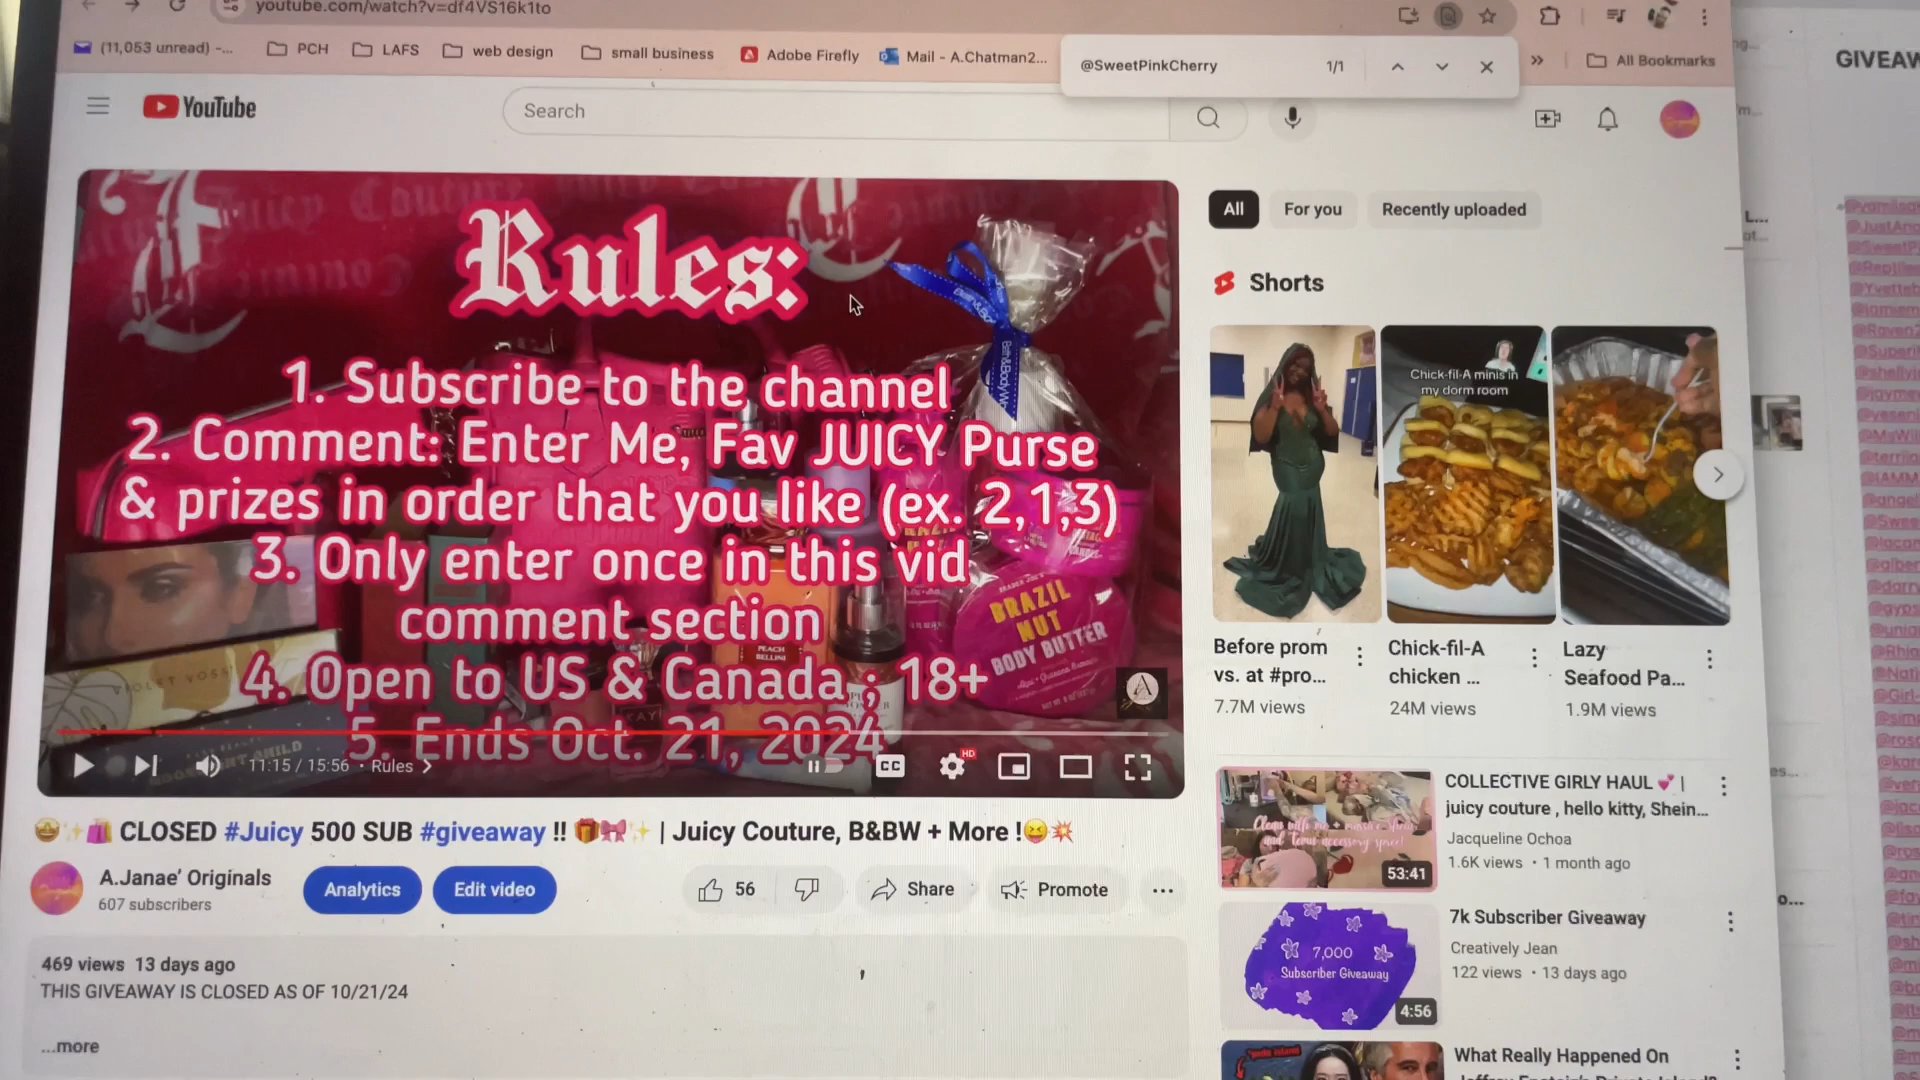 youtube.com/watch?v=df4VS16k1to
(11,053 unread) -...
PCH
LAFS
web design
small business
Adobe Firefly
Mail - A.Chatman2...
@SweetPinkCherry
1/1
All Bookmarks
YouTube
Search
Rules:
1. Subscribe to the channel
2. Comment: Enter Me, Fav JUICY Purse
& prizes in order that you like (ex. 2,1,3)
3. Only enter once in this vid
comment section
4. Open to US & Canada ; 18+
5. Ends Oct. 21, 2024
BRAZIL
NUT
BODY BUTTER
PEACH
BELLINI
VIOLET VOSS
11:15 / 15:56 • Rules
CC
HD
CLOSED #Juicy 500 SUB #giveaway !! | Juicy Couture, B&BW + More !
A.Janae' Originals
607 subscribers
Analytics
Edit video
56
Share
Promote
469 views 13 days ago
THIS GIVEAWAY IS CLOSED AS OF 10/21/24
...more
All
For you
Recently uploaded
Shorts
Chick-fil-A minis in
my dorm room
Before prom
vs. at #pro...
7.7M views
Chick-fil-A
chicken ...
24M views
Lazy
Seafood Pa...
1.9M views
COLLECTIVE GIRLY HAUL 💕 |
juicy couture , hello kitty, Shein...
Jacqueline Ochoa
1.6K views • 1 month ago
53:41
7k Subscriber Giveaway
Creatively Jean
122 views • 13 days ago
7,000
Subscriber Giveaway
4:56
What Really Happened On